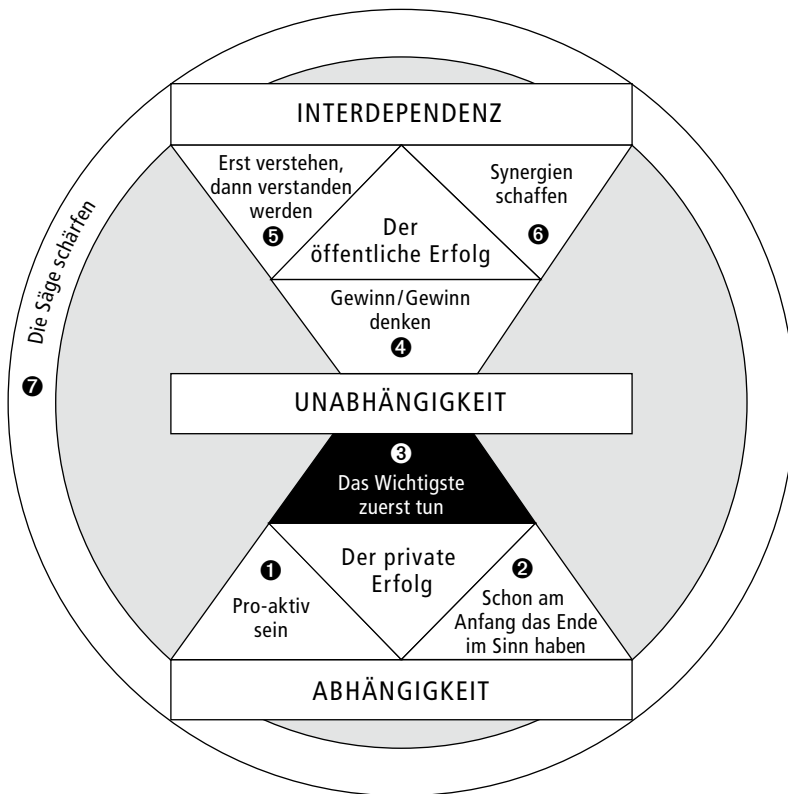 INTERDEPENDENZ
Erst verstehen,
dann verstanden
werden
❺
Synergien
schaffen
❻
Der
öffentliche Erfolg
Gewinn/Gewinn
denken
❹
Die Säge schärfen
❼
UNABHÄNGIGKEIT
❸
Das Wichtigste
zuerst tun
Der private
Erfolg
❶
Pro-aktiv
sein
❷
Schon am
Anfang das Ende
im Sinn haben
ABHÄNGIGKEIT